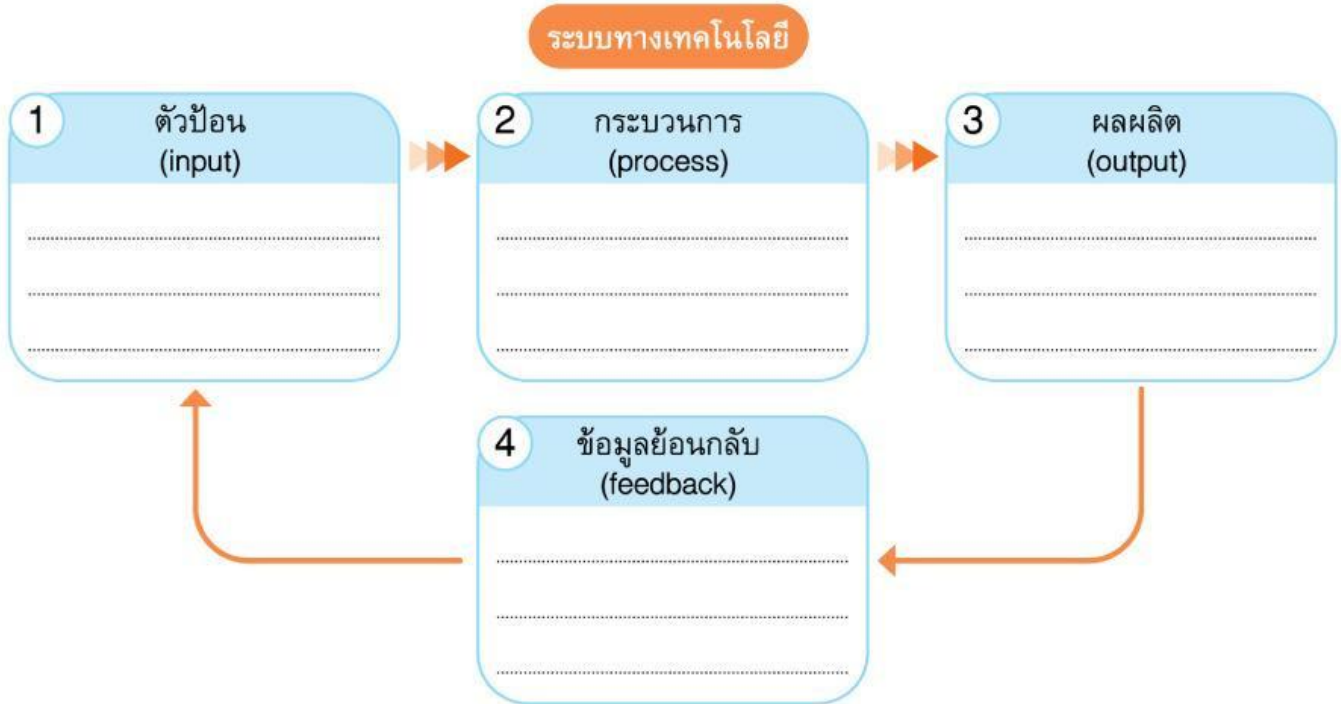 ระบบทางเทคโนโลยี
1
ตัวป้อน
(input)
2
กระบวนการ
(process)
3
ผลผลิต
(output)
4
ข้อมูลย้อนกลับ
(feedback)